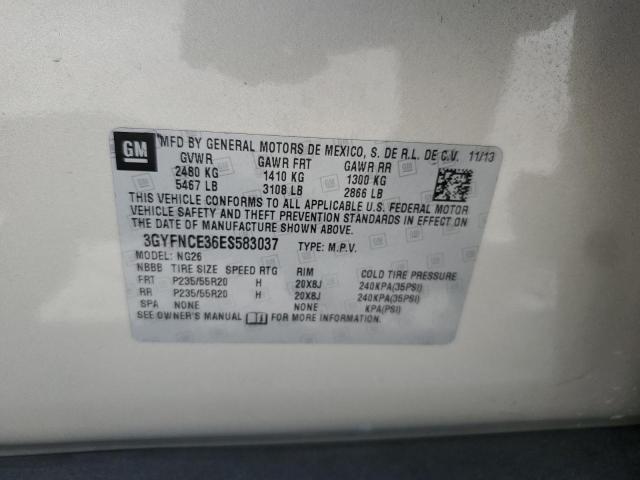 GM
MFD BY GENERAL MOTORS DE MEXICO, S. DE R.L. DE C.V. 11/13
GVWR GAWR FRT GAWR RR
2480 KG 1410 KG 1300 KG
5467 LB 3108 LB 2866 LB
THIS VEHICLE CONFORMS TO ALL APPLICABLE U.S. FEDERAL MOTOR
VEHICLE SAFETY AND THEFT PREVENTION STANDARDS IN EFFECT ON
THE DATE OF MANUFACTURE SHOWN ABOVE.
3GYFNCE36ES583037 TYPE: M.P.V.
MODEL: NG26
NBBB TIRE SIZE SPEED RTG RIM COLD TIRE PRESSURE
FRT P235/55R20 H 20X8J 240KPA(35PSI)
RR P235/55R20 H 20X8J 240KPA(35PSI)
SPA NONE NONE KPA(PSI)
SEE OWNER'S MANUAL FOR MORE INFORMATION.